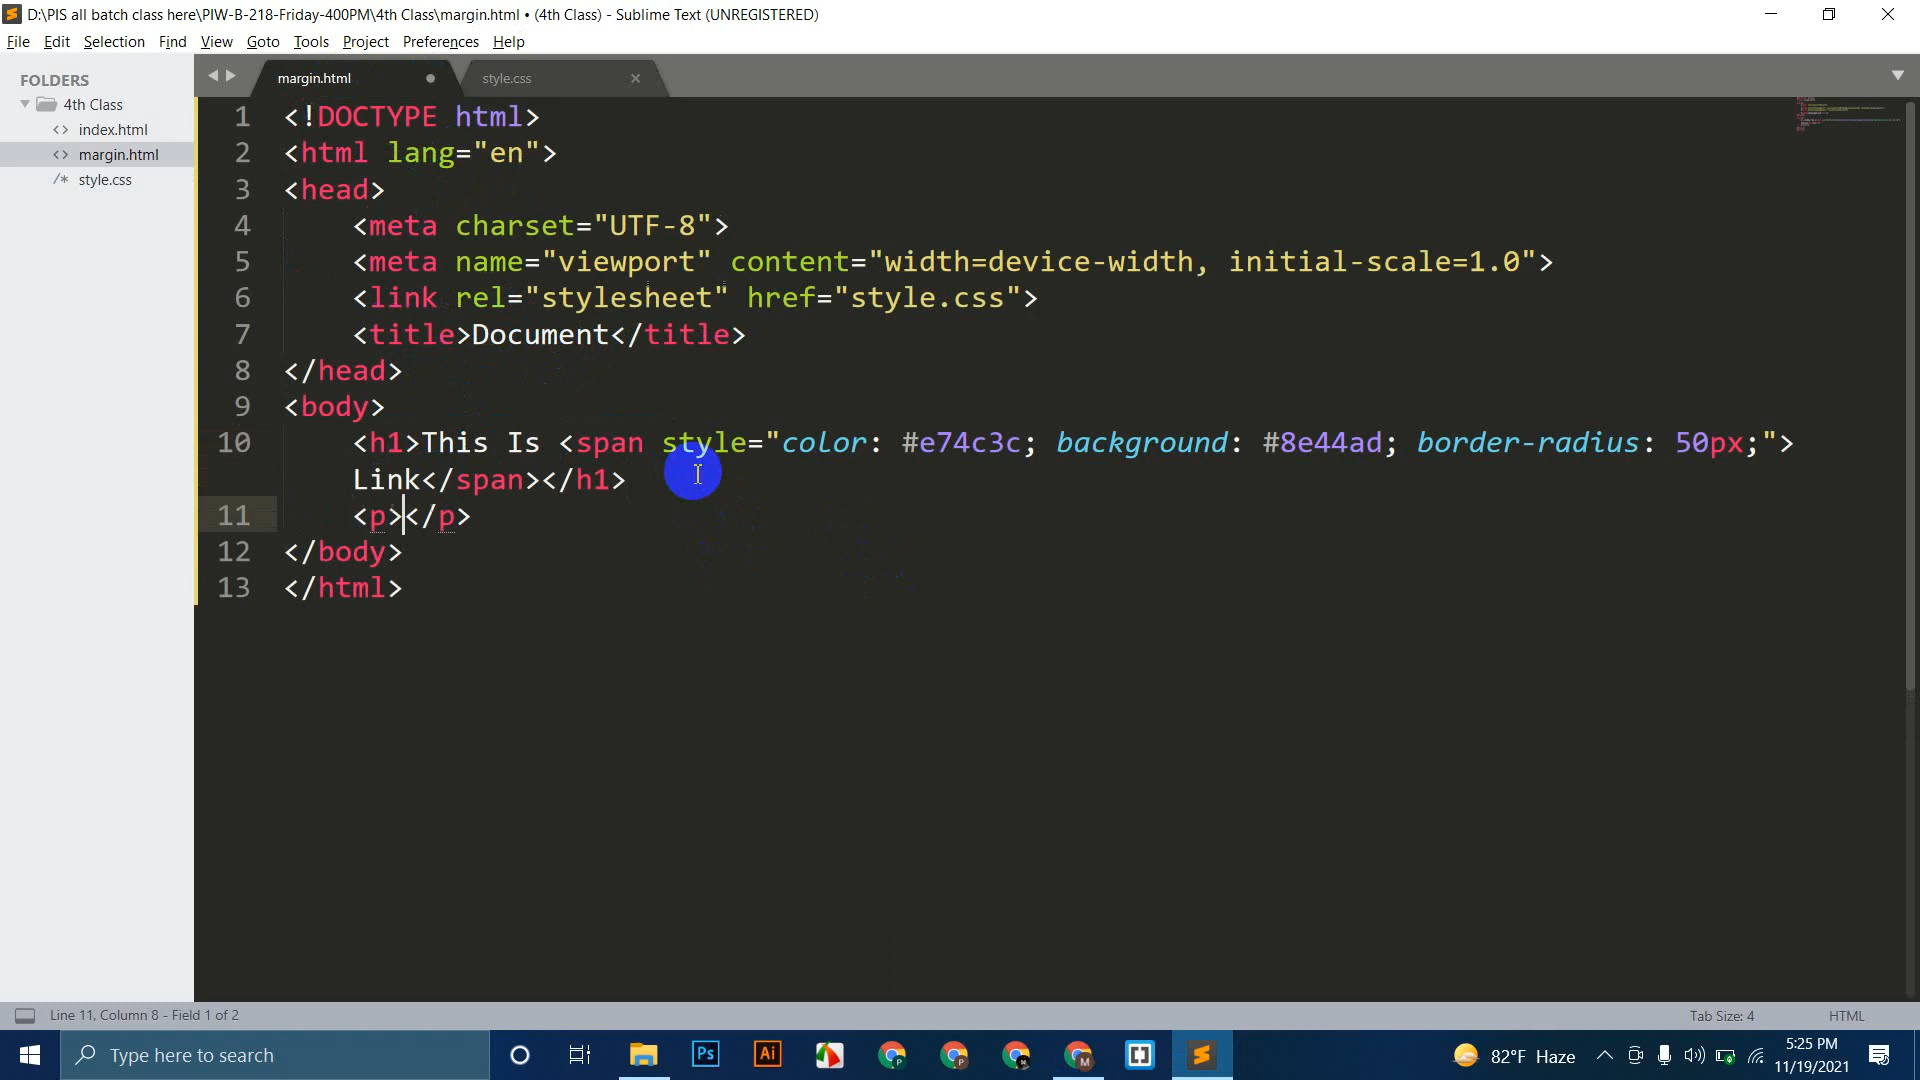 D:\PIS all batch class here\PIW-B-218-Friday-400PM\4th Class\margin.html • (4th Class) - Sublime Text (UNREGISTERED)
File Edit Selection Find View Goto Tools Project Preferences Help
FOLDERS
4th Class
<> index.html
<> margin.html
/* style.css
margin.html
style.css
1 <!DOCTYPE html>
2 <html lang="en">
3 <head>
4 <meta charset="UTF-8">
5 <meta name="viewport" content="width=device-width, initial-scale=1.0">
6 <link rel="stylesheet" href="style.css">
7 <title>Document</title>
8 </head>
9 <body>
10 <h1>This Is <span style="color: #e74c3c; background: #8e44ad; border-radius: 50px;">
Link</span></h1>
11 <p></p>
12 </body>
13 </html>
Line 11, Column 8 - Field 1 of 2
Tab Size: 4
HTML
Type here to search
Ps
Ai
82°F Haze
5:25 PM
11/19/2021